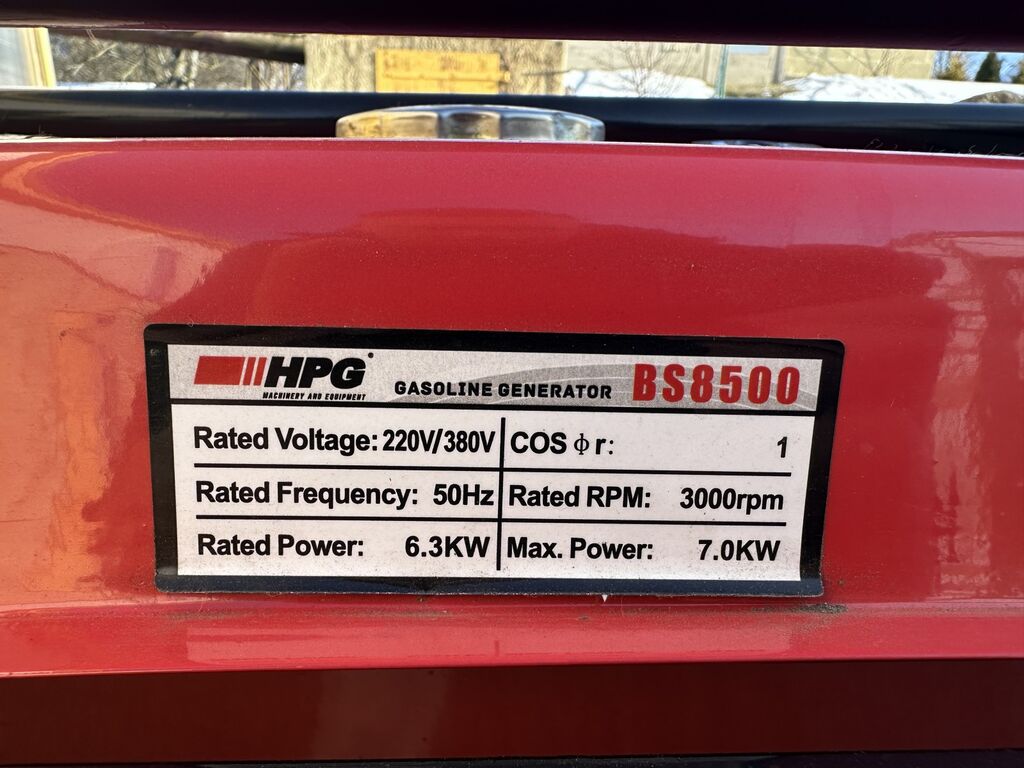 HPG
MACHINERY AND EQUIPMENT
GASOLINE GENERATOR
BS8500
Rated Voltage: 220V/380V
COS Φ r: 1
Rated Frequency: 50Hz
Rated RPM: 3000rpm
Rated Power: 6.3KW
Max. Power: 7.0KW